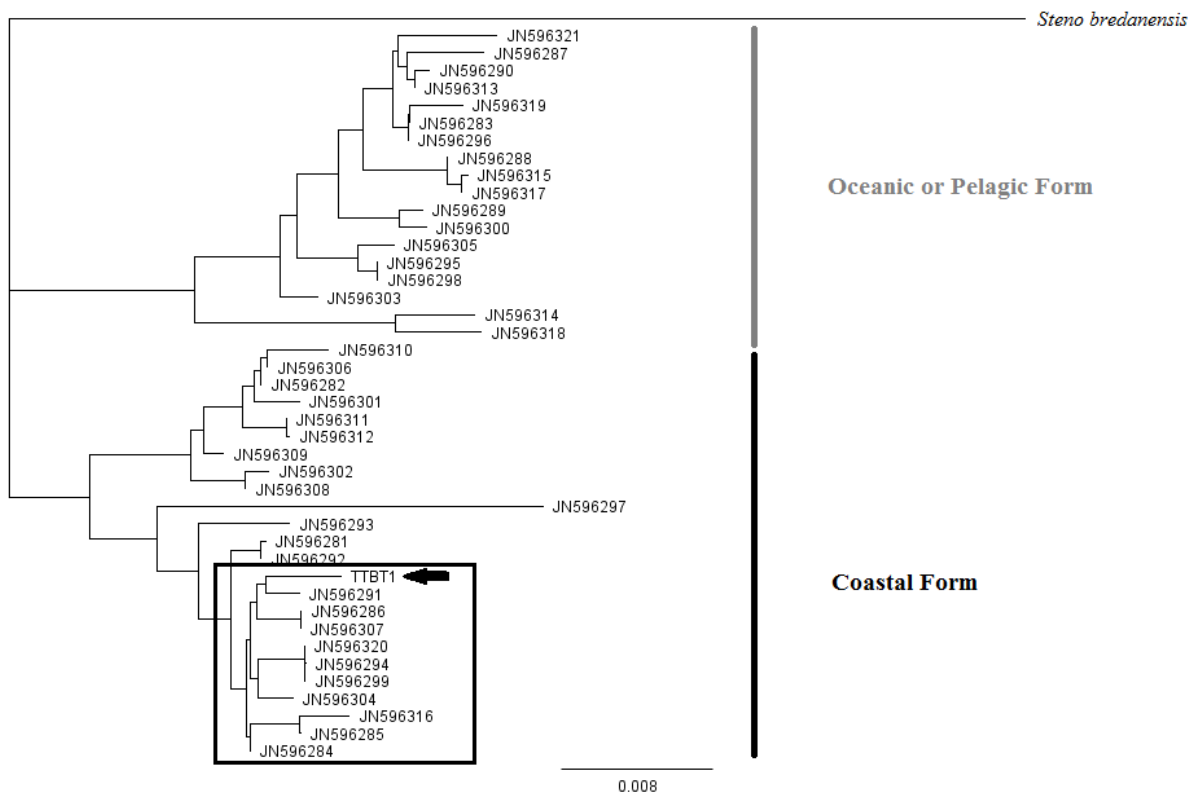 Steno bredanensis
JN596321
JN596287
JN596290
JN596313
JN596319
JN596283
JN596296
JN596288
JN596315
JN596317
JN596289
JN596300
JN596305
JN596295
JN596298
JN596303
JN596314
JN596318
Oceanic or Pelagic Form
JN596310
JN596306
JN596282
JN596301
JN596311
JN596312
JN596309
JN596302
JN596308
JN596297
JN596293
JN596281
JN596292
TTBT1
JN596291
JN596286
JN596307
JN596320
JN596294
JN596299
JN596304
JN596316
JN596285
JN596284
Coastal Form
0.008